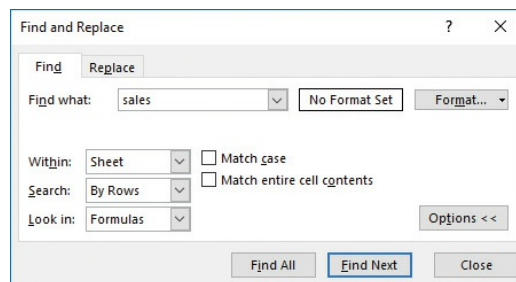 Find and Replace ? ×
Find Replace
Find what: sales No Format Set Format...
Within: Sheet Match case
Search: By Rows Match entire cell contents
Look in: Formulas Options <<
Find All Find Next Close